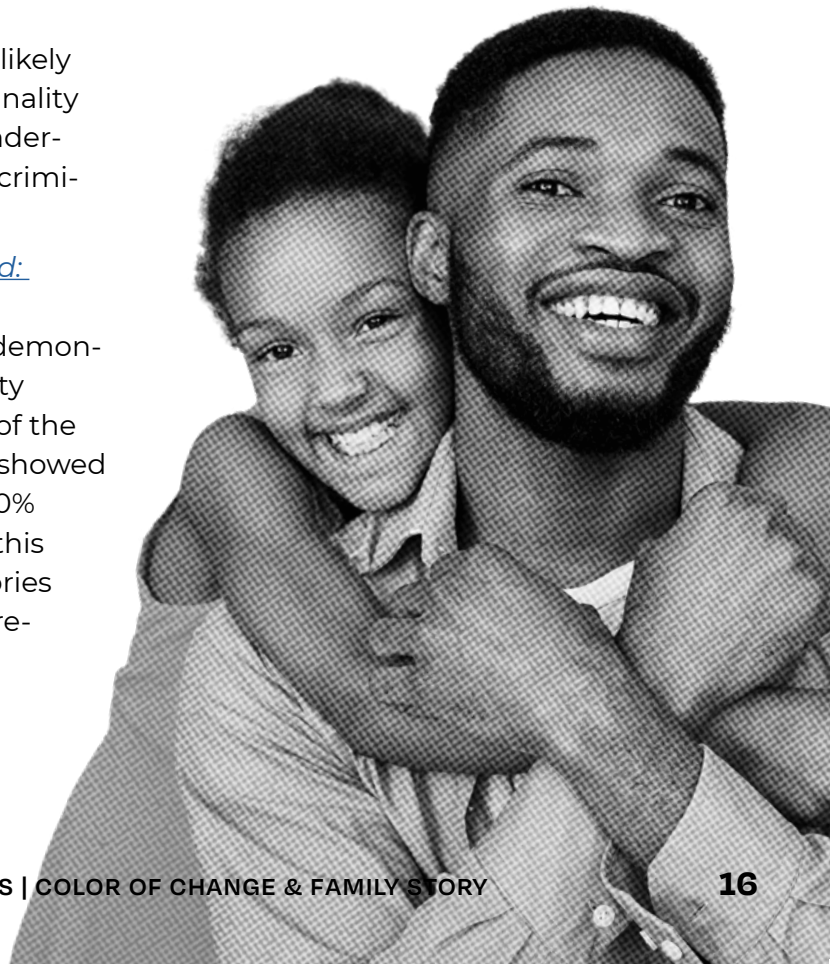 likely
nality
nder-
crimi-
d:
demon-
ty
of the
showed
0%
this
ories
re-
S | COLOR OF CHANGE & FAMILY STORY
16